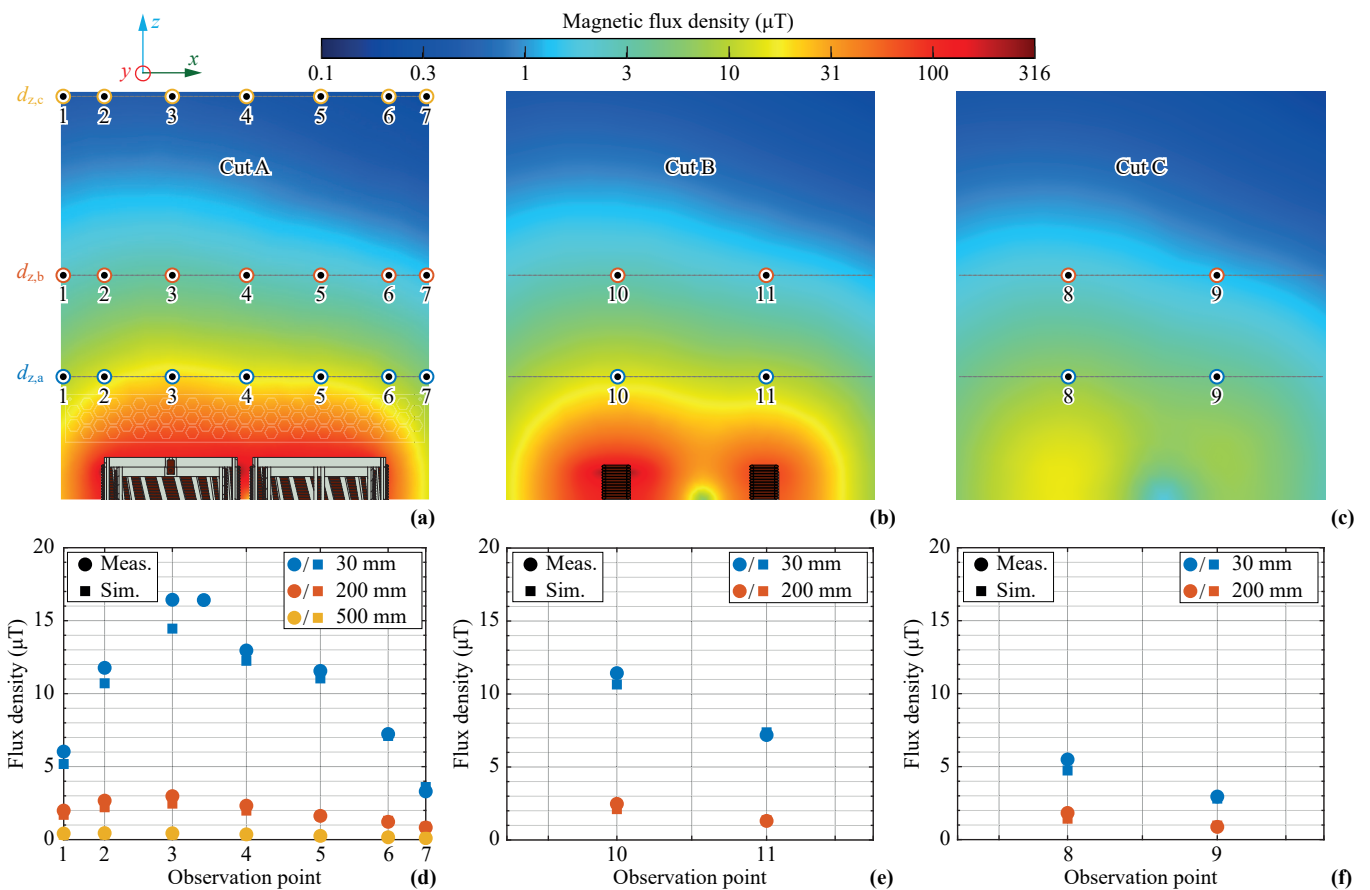 Magnetic flux density (μT)
z
y
x
0.1 0.3 1 3 10 31 100 316
d_z,c
1 2 3 4 5 6 7
Cut A
Cut B
Cut C
d_z,b
1 2 3 4 5 6 7
10 11
8 9
d_z,a
1 2 3 4 5 6 7
10 11
8 9
(a)
(b)
(c)
20
15
10
5
0
Flux density (μT)
Meas.
Sim.
/ 30 mm
/ 200 mm
/ 500 mm
1 2 3 4 5 6 7
Observation point
(d)
20
15
10
5
0
Flux density (μT)
Meas.
Sim.
/ 30 mm
/ 200 mm
10 11
Observation point
(e)
20
15
10
5
0
Flux density (μT)
Meas.
Sim.
/ 30 mm
/ 200 mm
8 9
Observation point
(f)